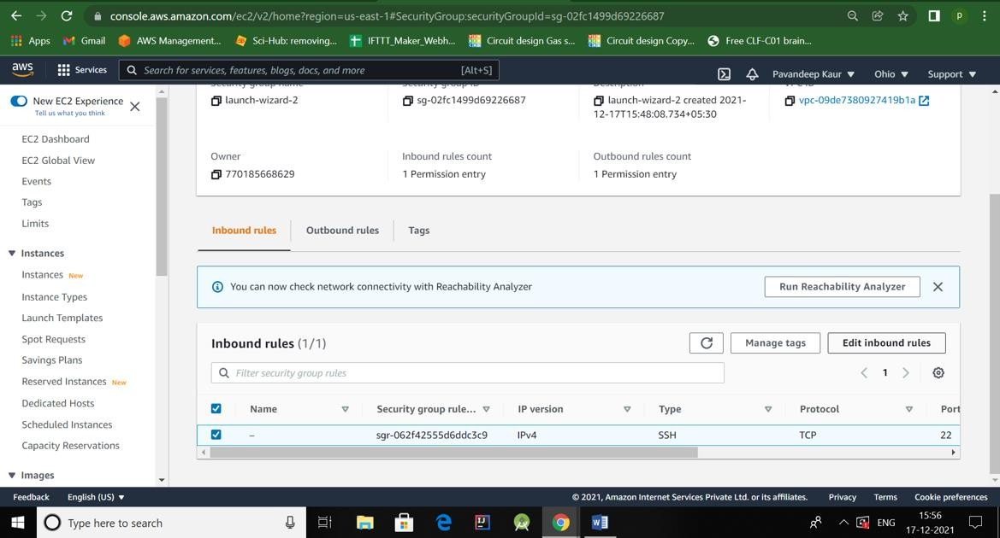 console.aws.amazon.com/ec2/v2/home?region=us-east-1#SecurityGroup:securityGroupId=sg-02fc1499d69226687
p
Apps Gmail AWS Management... Sci-Hub: removing... IFTTT_Maker_Webh... Circuit design Gas s... Circuit design Copy... Free CLF-C01 brain...
aws Services Search for services, features, blogs, docs, and more [Alt+S] Pavandeep Kaur Ohio Support
New EC2 Experience
Tell us what you think
EC2 Dashboard
EC2 Global View
Events
Tags
Limits
Instances
Instances New
Instance Types
Launch Templates
Spot Requests
Savings Plans
Reserved Instances New
Dedicated Hosts
Scheduled Instances
Capacity Reservations
Images
Security group name Security group ID Description VPC ID
launch-wizard-2 sg-02fc1499d69226687 launch-wizard-2 created 2021-12-17T15:48:08.734+05:30 vpc-09de7380927419b1a
Owner Inbound rules count Outbound rules count
770185668629 1 Permission entry 1 Permission entry
Inbound rules Outbound rules Tags
You can now check network connectivity with Reachability Analyzer Run Reachability Analyzer
Inbound rules (1/1) Manage tags Edit inbound rules
Filter security group rules 1
Name Security group rule... IP version Type Protocol Port
– sgr-062f42555d6ddc3c9 IPv4 SSH TCP 22
Feedback English (US) © 2021, Amazon Internet Services Private Ltd. or its affiliates. Privacy Terms Cookie preferences
Type here to search ENG 15:56
17-12-2021